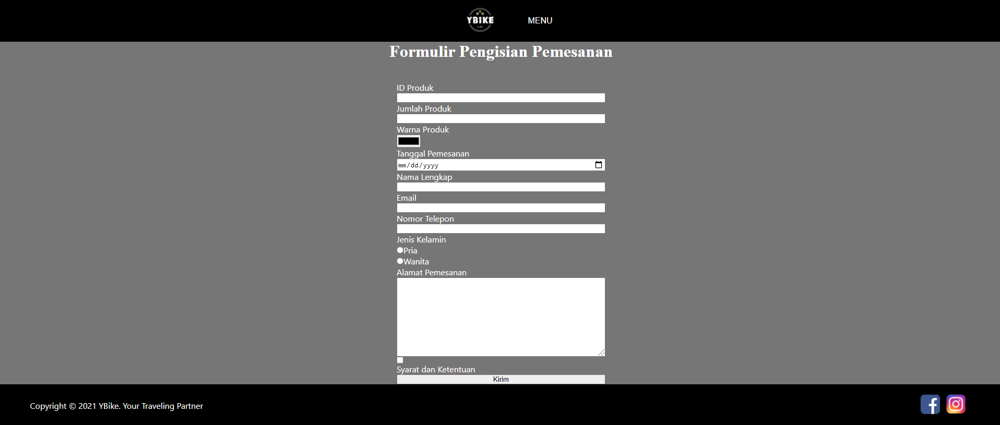 YBIKE
MENU
Formulir Pengisian Pemesanan
ID Produk
Jumlah Produk
Warna Produk
Tanggal Pemesanan
mm/dd/yyyy
Nama Lengkap
Email
Nomor Telepon
Jenis Kelamin
Pria
Wanita
Alamat Pemesanan
Syarat dan Ketentuan
Kirim
Copyright © 2021 YBike. Your Traveling Partner